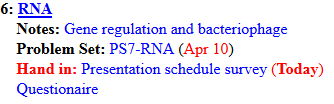 6: RNA
Notes: Gene regulation and bacteriophage
Problem Set: PS7-RNA (Apr 10)
Hand in: Presentation schedule survey (Today)
Questionaire